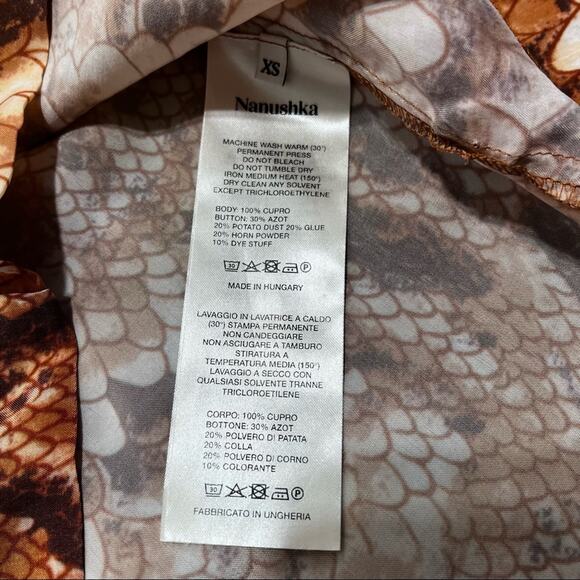 XS
Nanushka
MACHINE WASH WARM (30°)
PERMANENT PRESS
DO NOT BLEACH
DO NOT TUMBLE DRY
IRON MEDIUM HEAT (150°)
DRY CLEAN ANY SOLVENT
EXCEPT TRICHLOROETHYLENE
BODY: 100% CUPRO
BUTTON: 30% AZOT
20% POTATO DUST 20% GLUE
20% HORN POWDER
10% DYE STUFF
30 P
MADE IN HUNGARY
LAVAGGIO IN LAVATRICE A CALDO
(30°) STAMPA PERMANENTE
NON CANDEGGIARE
NON ASCIUGARE A TAMBURO
STIRATURA A
TEMPERATURA MEDIA (150°)
LAVAGGIO A SECCO CON
QUALSIASI SOLVENTE TRANNE
TRICLOROETILENE
CORPO: 100% CUPRO
BOTTONE: 30% AZOT
20% POLVERO DI PATATA
20% COLLA
20% POLVERO DI CORNO
10% COLORANTE
30 P
FABBRICATO IN UNGHERIA